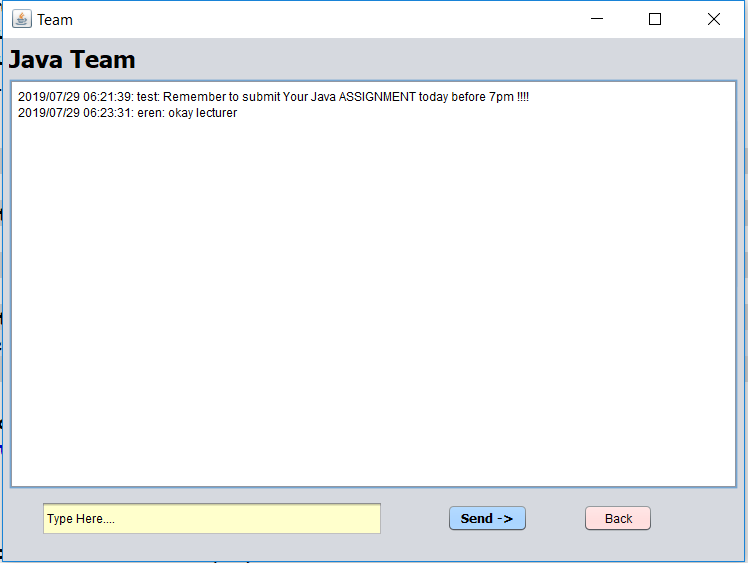 Team
Java Team
2019/07/29 06:21:39: test: Remember to submit Your Java ASSIGNMENT today before 7pm !!!!
2019/07/29 06:23:31: eren: okay lecturer
Type Here....
Send ->
Back